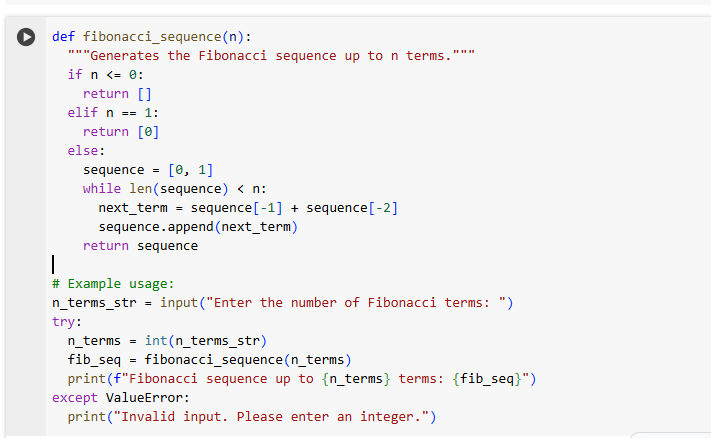 def fibonacci_sequence(n):
  """Generates the Fibonacci sequence up to n terms."""
  if n <= 0:
    return []
  elif n == 1:
    return [0]
  else:
    sequence = [0, 1]
    while len(sequence) < n:
      next_term = sequence[-1] + sequence[-2]
      sequence.append(next_term)
    return sequence

# Example usage:
n_terms_str = input("Enter the number of Fibonacci terms: ")
try:
  n_terms = int(n_terms_str)
  fib_seq = fibonacci_sequence(n_terms)
  print(f"Fibonacci sequence up to {n_terms} terms: {fib_seq}")
except ValueError:
  print("Invalid input. Please enter an integer.")